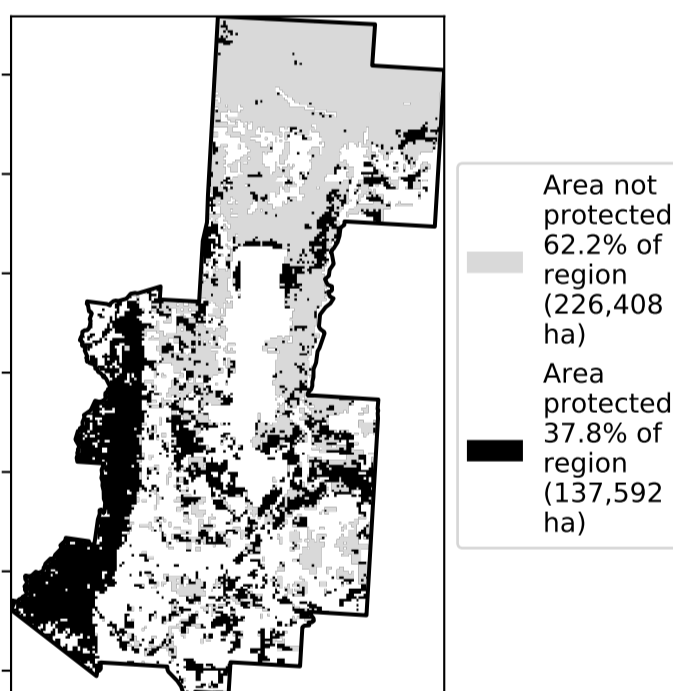 Area not
protected
62.2% of
region
(226,408
ha)
Area
protected
37.8% of
region
(137,592
ha)